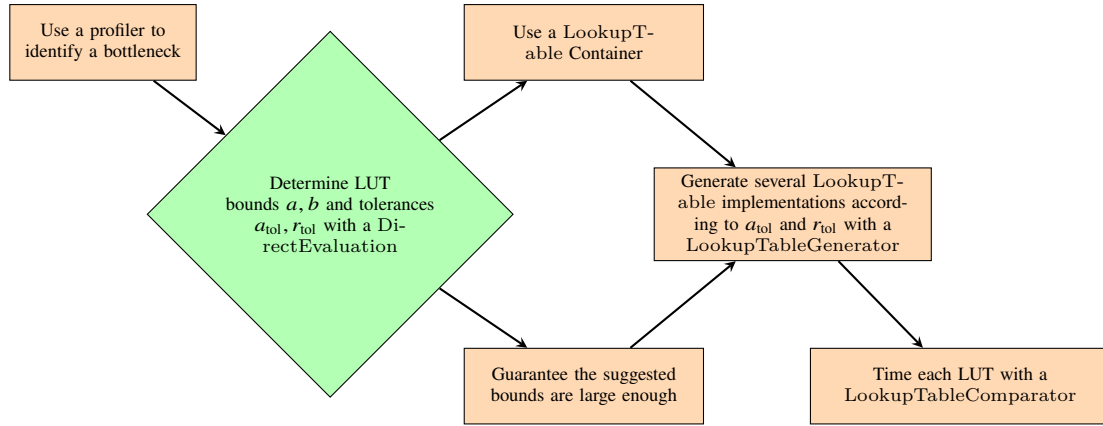 Use a profiler to
identify a bottleneck
Use a LookupT-
able Container
Determine LUT
bounds a, b and tolerances
a_tol, r_tol with a Di-
rectEvaluation
Generate several LookupT-
able implementations accord-
ing to a_tol and r_tol with a
LookupTableGenerator
Guarantee the suggested
bounds are large enough
Time each LUT with a
LookupTableComparator